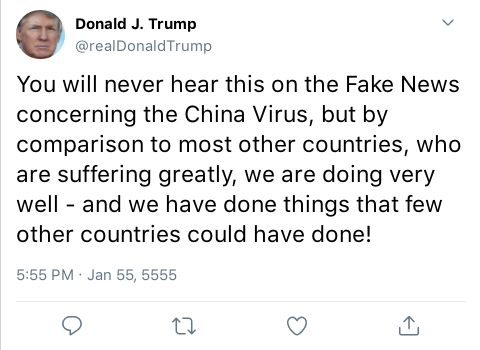 Donald J. Trump
@realDonaldTrump
You will never hear this on the Fake News
concerning the China Virus, but by
comparison to most other countries, who
are suffering greatly, we are doing very
well - and we have done things that few
other countries could have done!
5:55 PM · Jan 55, 5555